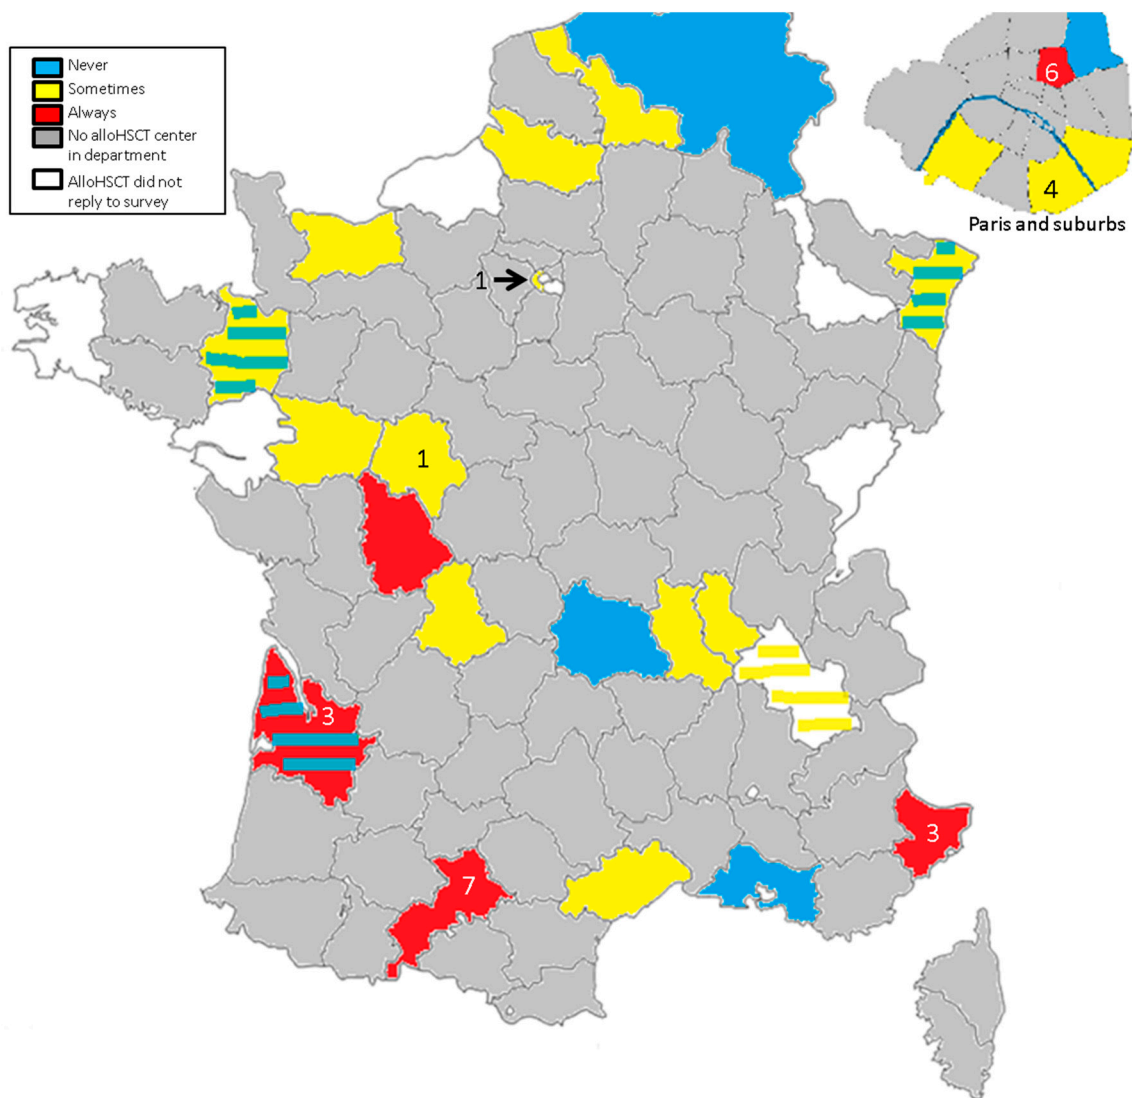 Never
Sometimes
Always
No alloHSCT center
in department
AlloHSCT did not
reply to survey
6
4
Paris and suburbs
1
1
3
3
7